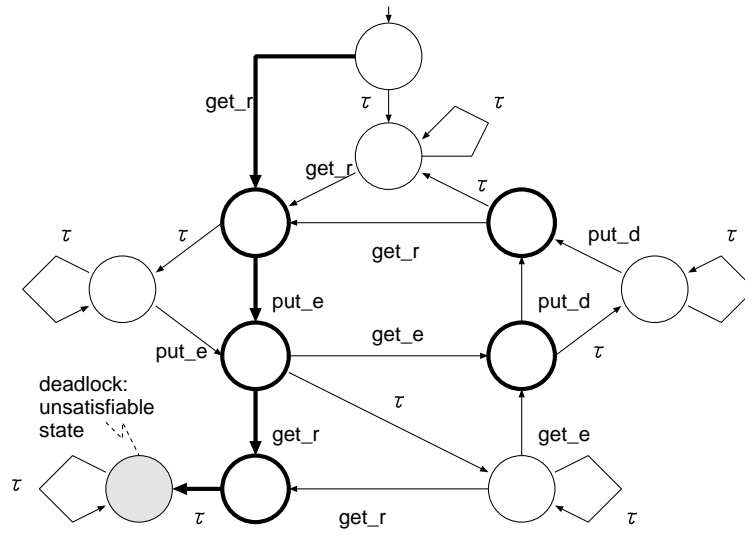 get_r
τ
τ
get_r
τ
τ
τ
get_r
put_d
τ
put_e
put_d
put_e
get_e
τ
deadlock:
unsatisfiable
state
τ
get_r
get_e
τ
τ
get_r
τ